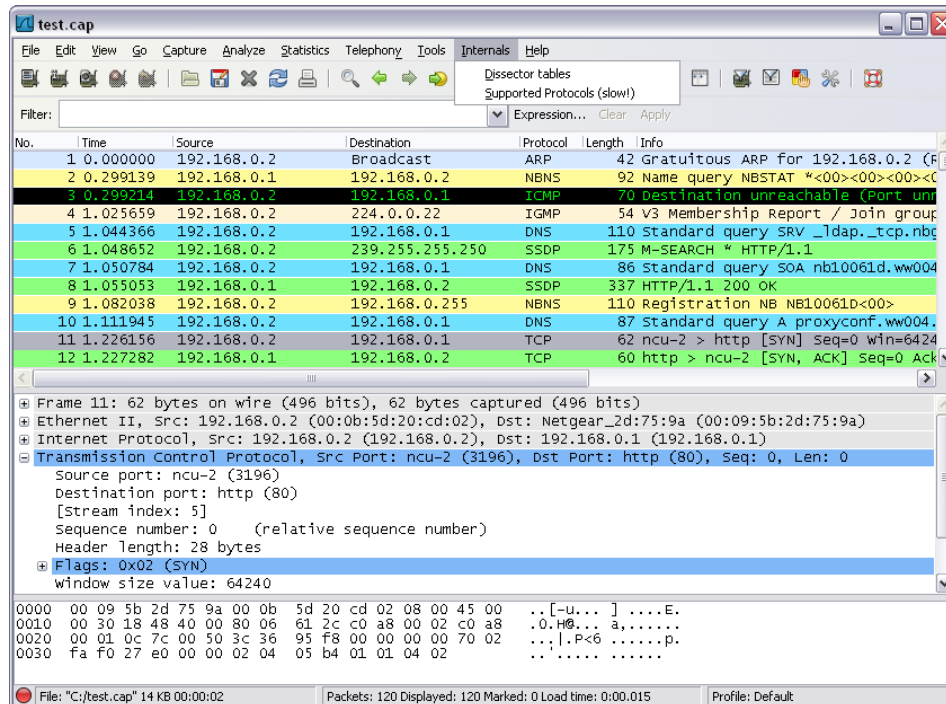 test.cap
File Edit View Go Capture Analyze Statistics Telephony Tools Internals Help
Dissector tables
Supported Protocols (slow!)
Filter: Expression... Clear Apply
No. Time Source Destination Protocol Length Info
1 0.000000 192.168.0.2 Broadcast ARP 42 Gratuitous ARP for 192.168.0.2 (R
2 0.299139 192.168.0.1 192.168.0.2 NBNS 92 Name query NBSTAT *<00><00><00><0
3 0.299214 192.168.0.2 192.168.0.1 ICMP 70 Destination unreachable (Port unr
4 1.025659 192.168.0.2 224.0.0.22 IGMP 54 V3 Membership Report / Join group
5 1.044366 192.168.0.2 192.168.0.1 DNS 110 Standard query SRV _ldap._tcp.nbg
6 1.048652 192.168.0.2 239.255.255.250 SSDP 175 M-SEARCH * HTTP/1.1
7 1.050784 192.168.0.2 192.168.0.1 DNS 86 Standard query SOA nb10061d.ww004
8 1.055053 192.168.0.1 192.168.0.2 SSDP 337 HTTP/1.1 200 OK
9 1.082038 192.168.0.2 192.168.0.255 NBNS 110 Registration NB NB10061D<00>
10 1.111945 192.168.0.2 192.168.0.1 DNS 87 Standard query A proxyconf.ww004.
11 1.226156 192.168.0.2 192.168.0.1 TCP 62 ncu-2 > http [SYN] Seq=0 Win=6424
12 1.227282 192.168.0.1 192.168.0.2 TCP 60 http > ncu-2 [SYN, ACK] Seq=0 Ack
Frame 11: 62 bytes on wire (496 bits), 62 bytes captured (496 bits)
Ethernet II, Src: 192.168.0.2 (00:0b:5d:20:cd:02), Dst: Netgear_2d:75:9a (00:09:5b:2d:75:9a)
Internet Protocol, Src: 192.168.0.2 (192.168.0.2), Dst: 192.168.0.1 (192.168.0.1)
Transmission Control Protocol, Src Port: ncu-2 (3196), Dst Port: http (80), Seq: 0, Len: 0
Source port: ncu-2 (3196)
Destination port: http (80)
[Stream index: 5]
Sequence number: 0 (relative sequence number)
Header length: 28 bytes
Flags: 0x02 (SYN)
Window size value: 64240
0000 00 09 5b 2d 75 9a 00 0b 5d 20 cd 02 08 00 45 00 ..[-u... ] ....E.
0010 00 30 18 48 40 00 80 06 61 2c c0 a8 00 02 c0 a8 .0.H@... a,......
0020 00 01 0c 7c 00 50 3c 36 95 f8 00 00 00 00 70 02 ...|.P<6 ......p.
0030 fa f0 27 e0 00 00 02 04 05 b4 01 01 04 02 ..'..... ......
File: "C:/test.cap" 14 KB 00:00:02 Packets: 120 Displayed: 120 Marked: 0 Load time: 0:00.015 Profile: Default